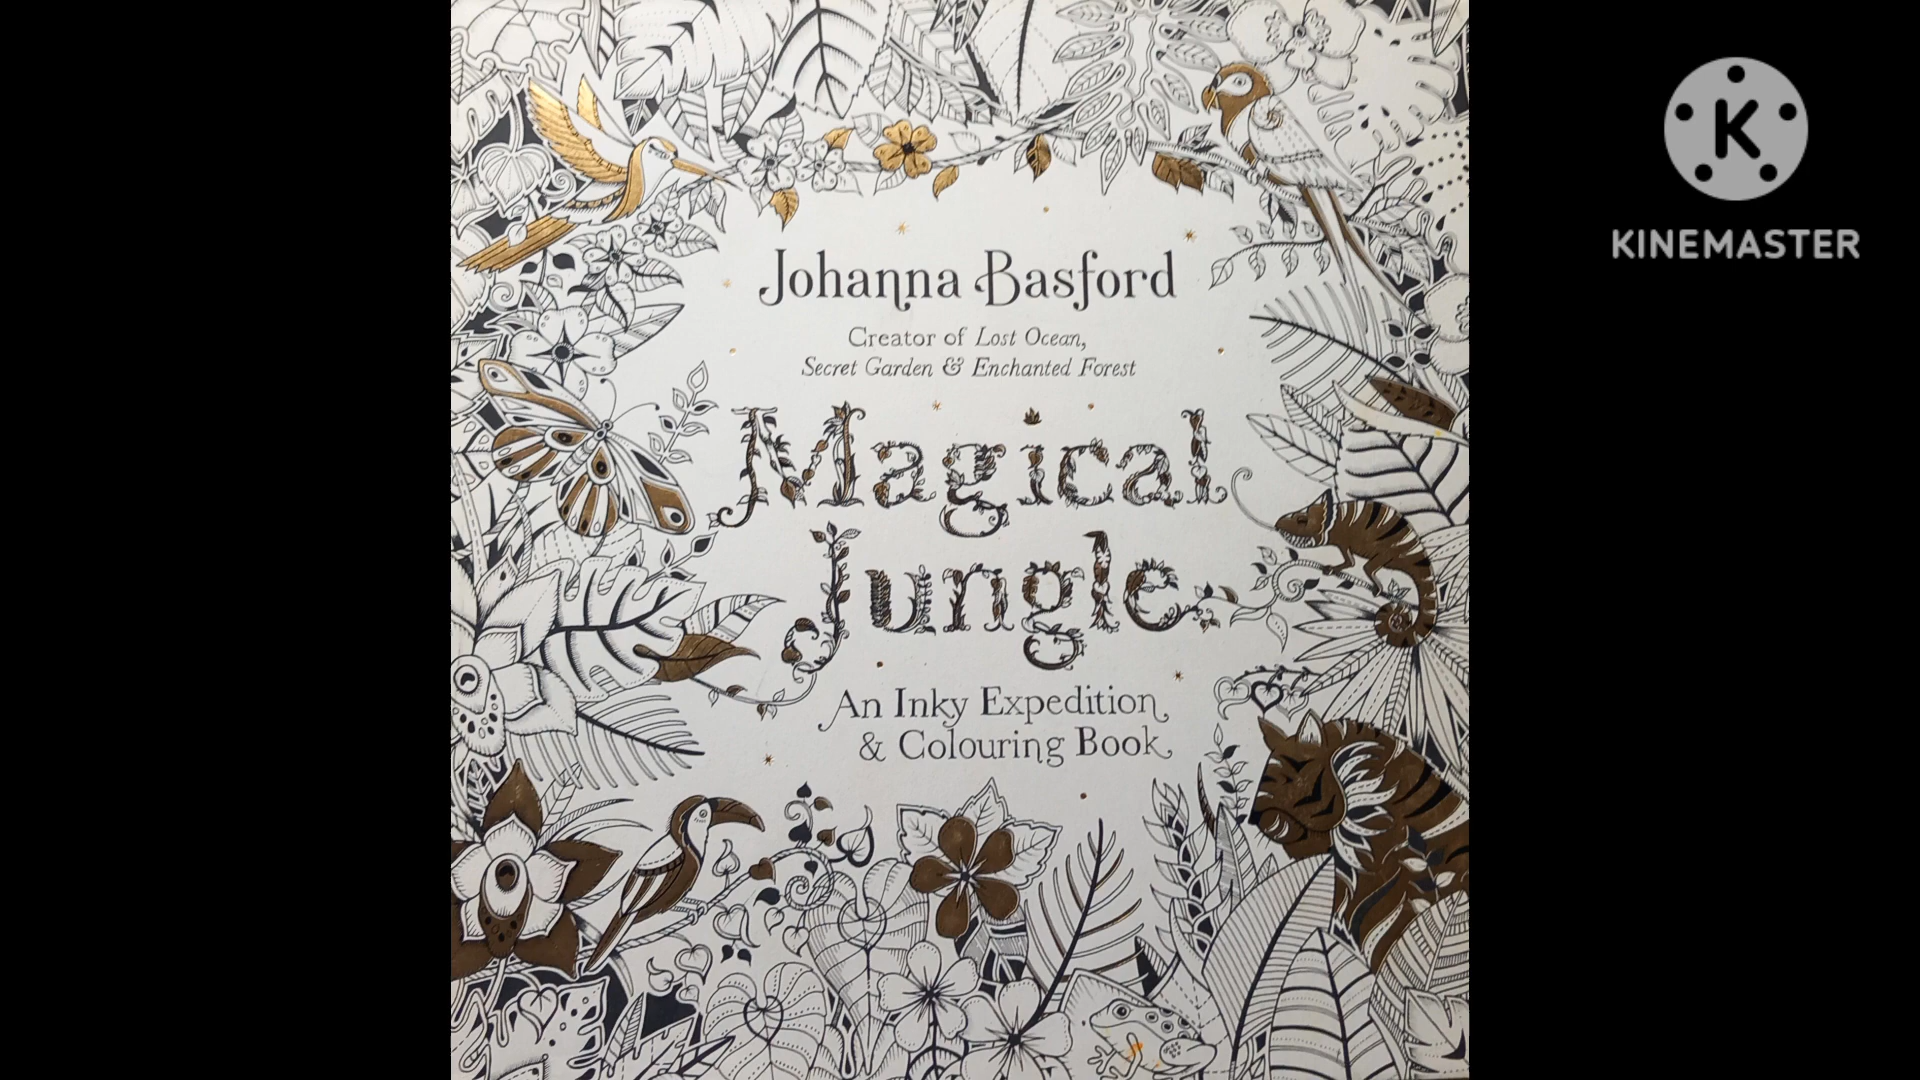 Johanna Basford
Creator of Lost Ocean,
Secret Garden & Enchanted Forest
Magical
Jungle
An Inky Expedition
& Colouring Book
K
KINEMASTER